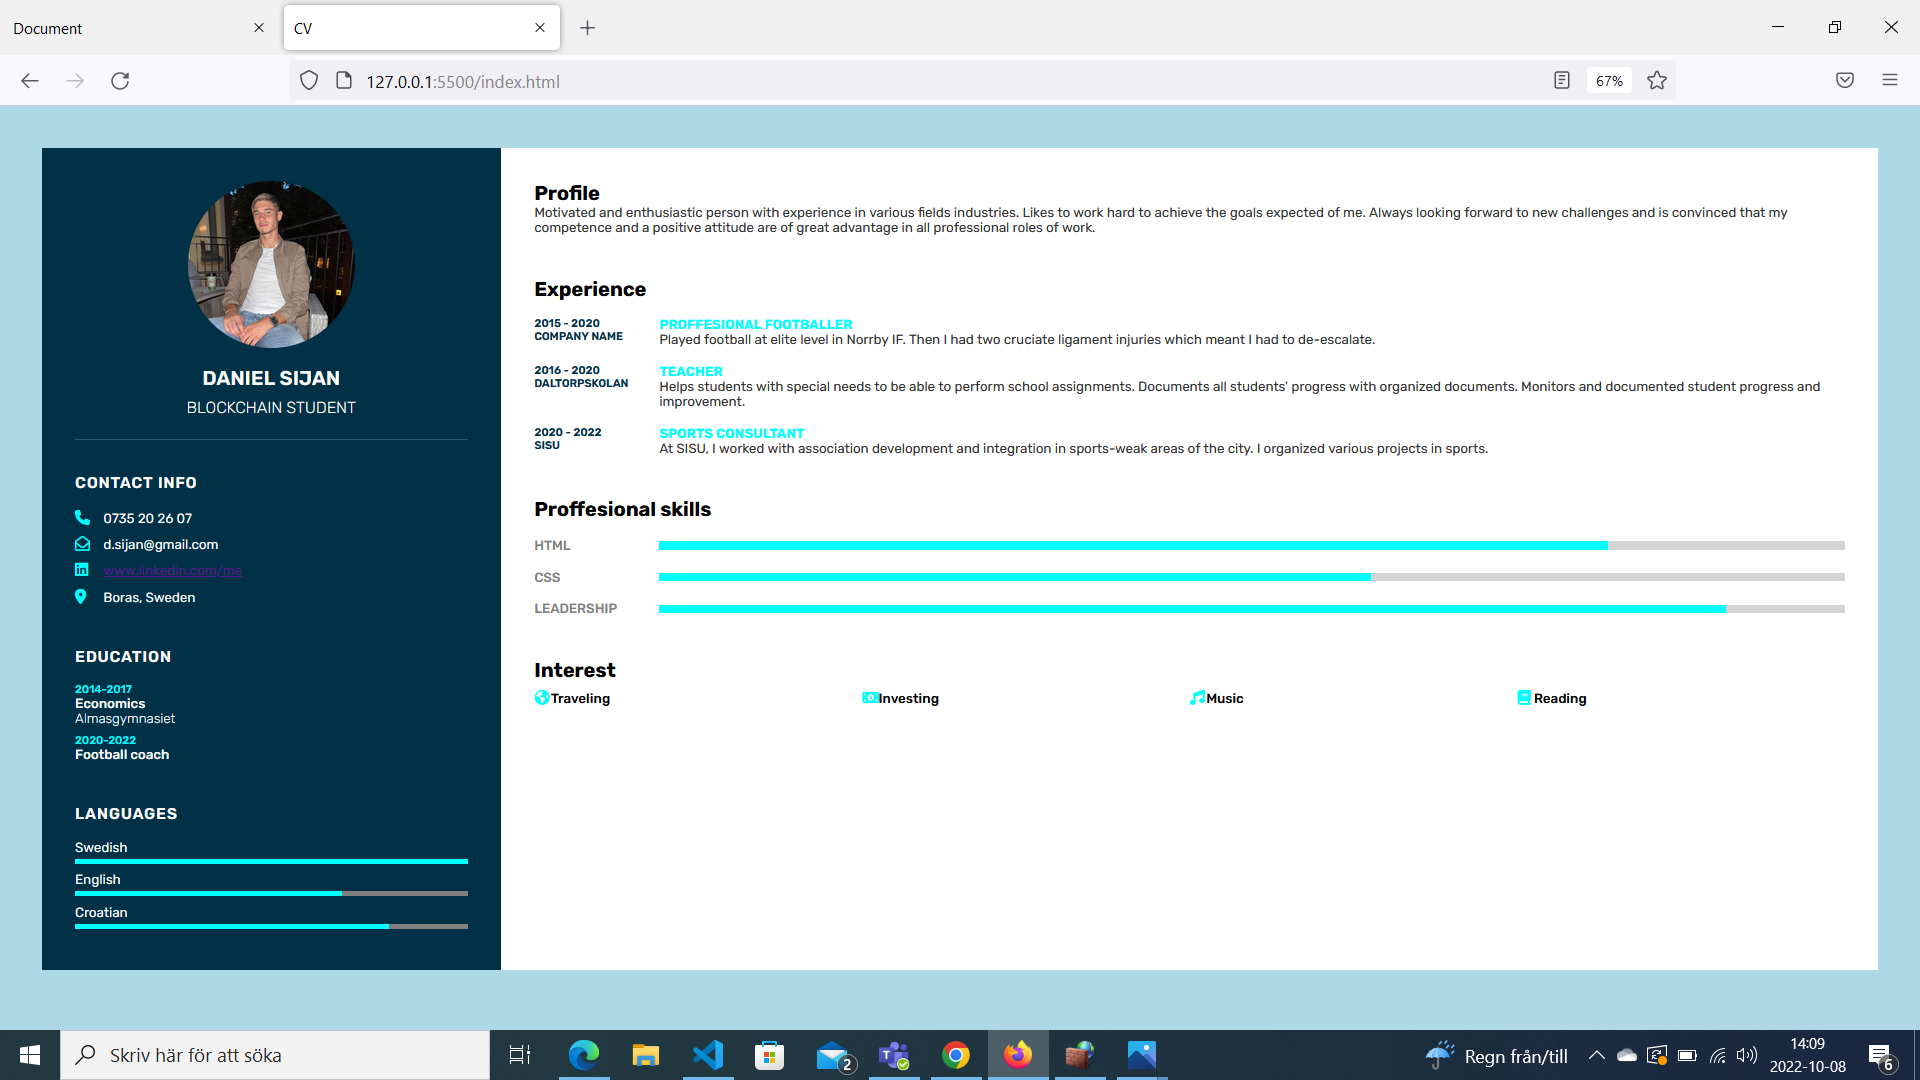 Document
CV
127.0.0.1:5500/index.html
67%
DANIEL SIJAN
BLOCKCHAIN STUDENT
CONTACT INFO
0735 20 26 07
d.sijan@gmail.com
www.linkedin.com/me
Boras, Sweden
EDUCATION
2014-2017
Economics
Almasgymnasiet
2020-2022
Football coach
LANGUAGES
Swedish
English
Croatian
Profile
Motivated and enthusiastic person with experience in various fields industries. Likes to work hard to achieve the goals expected of me. Always looking forward to new challenges and is convinced that my
competence and a positive attitude are of great advantage in all professional roles of work.
Experience
2015 - 2020
COMPANY NAME
PROFFESIONAL FOOTBALLER
Played football at elite level in Norrby IF. Then I had two cruciate ligament injuries which meant I had to de-escalate.
2016 - 2020
DALTORPSKOLAN
TEACHER
Helps students with special needs to be able to perform school assignments. Documents all students' progress with organized documents. Monitors and documented student progress and
improvement.
2020 - 2022
SISU
SPORTS CONSULTANT
At SISU, I worked with association development and integration in sports-weak areas of the city. I organized various projects in sports.
Proffesional skills
HTML
CSS
LEADERSHIP
Interest
Traveling
Investing
Music
Reading
Skriv här för att söka
2
T
Regn från/till
14:09
2022-10-08
6